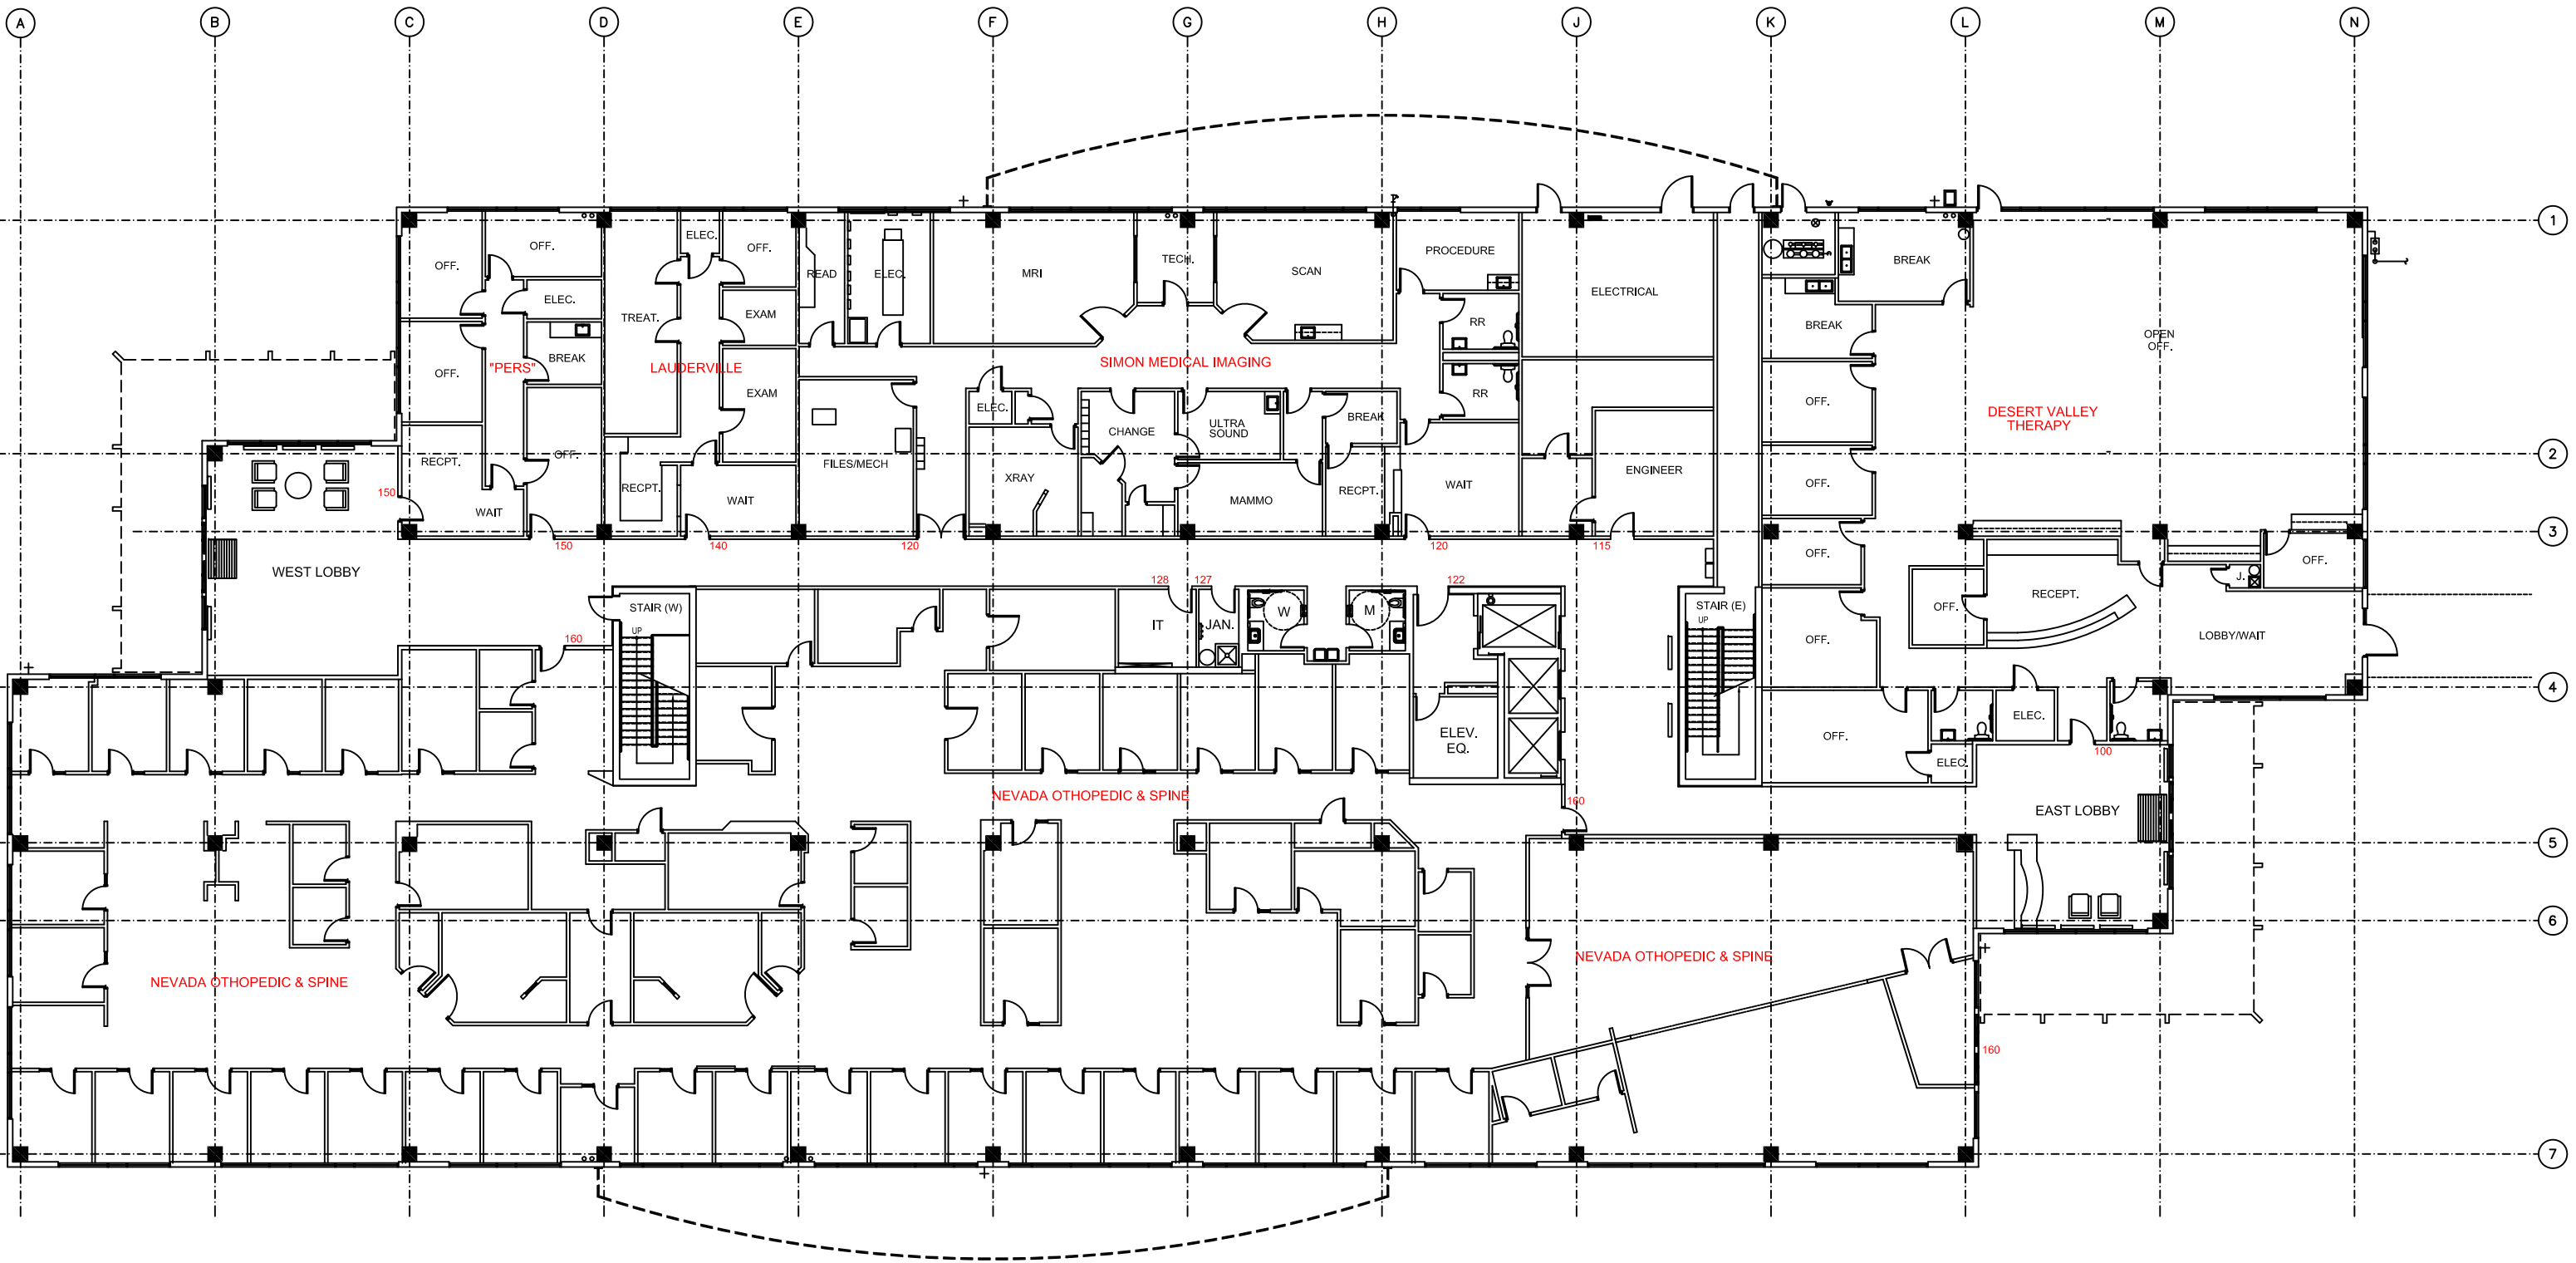 A B C D E F G H J K L M N
1
OFF.
OFF.
ELEC.
OFF.
READ
ELEC.
MRI
TECH.
SCAN
PROCEDURE
ELECTRICAL
BREAK
ELEC.
TREAT.
EXAM
RR
BREAK
OPEN
OFF.
OFF.
"PERS"
BREAK
LAUDERVILLE
EXAM
SIMON MEDICAL IMAGING
RR
OFF.
DESERT VALLEY
THERAPY
ELEC.
CHANGE
ULTRA
SOUND
BREAK
2
RECPT.
OFF.
FILES/MECH
XRAY
ENGINEER
OFF.
150
WAIT
RECPT.
WAIT
MAMMO
RECPT.
WAIT
3
150
140
120
120
115
OFF.
OFF.
WEST LOBBY
128
127
122
J.
STAIR (W)
UP
IT
JAN.
W
M
STAIR (E)
UP
OFF.
RECEPT.
160
OFF.
LOBBY/WAIT
4
ELEV.
EQ.
OFF.
ELEC.
100
ELEC.
NEVADA OTHOPEDIC & SPINE
160
EAST LOBBY
5
6
NEVADA OTHOPEDIC & SPINE
NEVADA OTHOPEDIC & SPINE
160
7